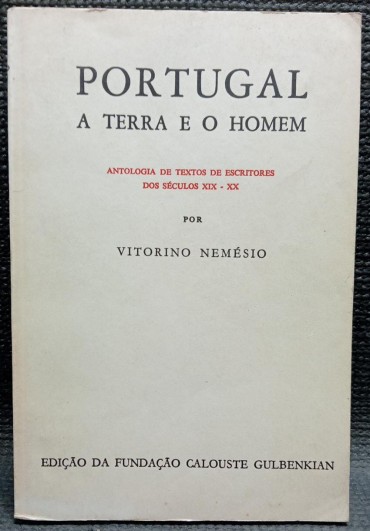 PORTUGAL
A TERRA E O HOMEM
ANTOLOGIA DE TEXTOS DE ESCRITORES
DOS SÉCULOS XIX - XX
POR
VITORINO NEMÉSIO
EDIÇÃO DA FUNDAÇÃO CALOUSTE GULBENKIAN